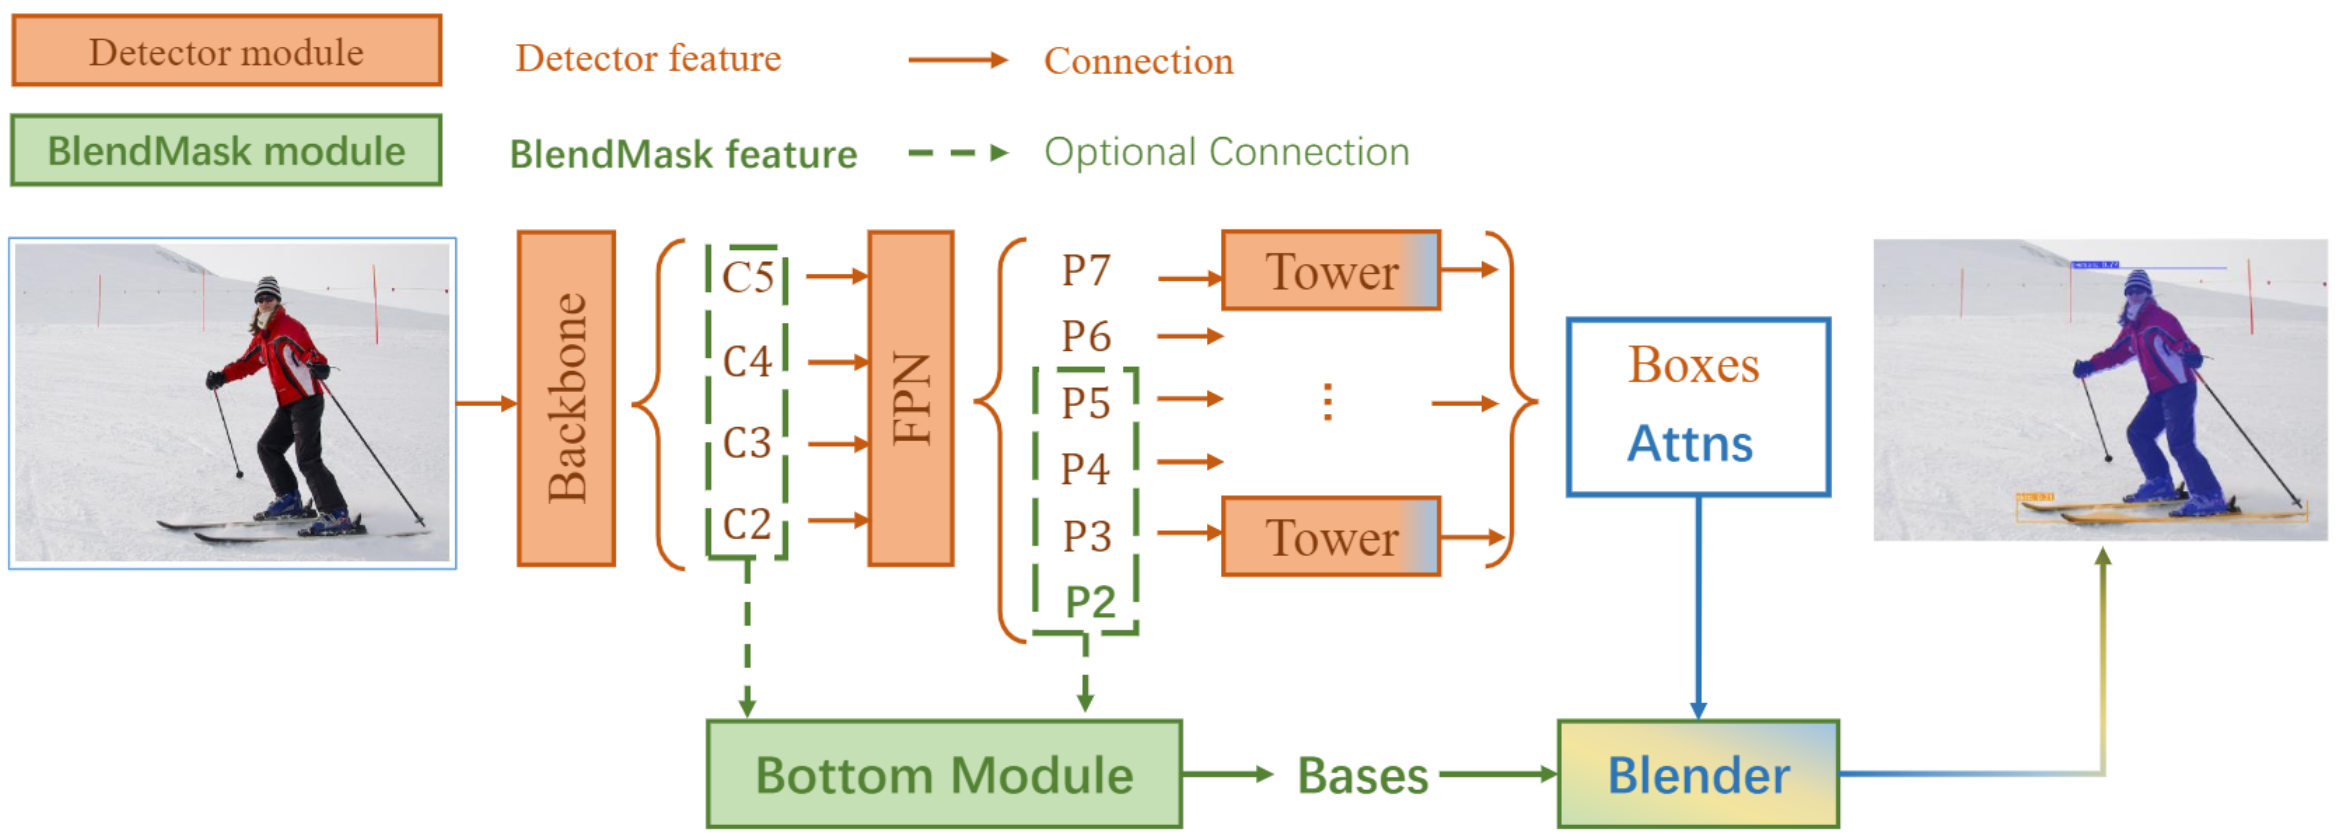 Detector module
Detector feature
Connection
BlendMask module
BlendMask feature
Optional Connection
Backbone
C5
C4
C3
C2
FPN
P7
P6
P5
P4
P3
P2
Tower
⋮
Tower
Boxes
Attns
Bottom Module
Bases
Blender